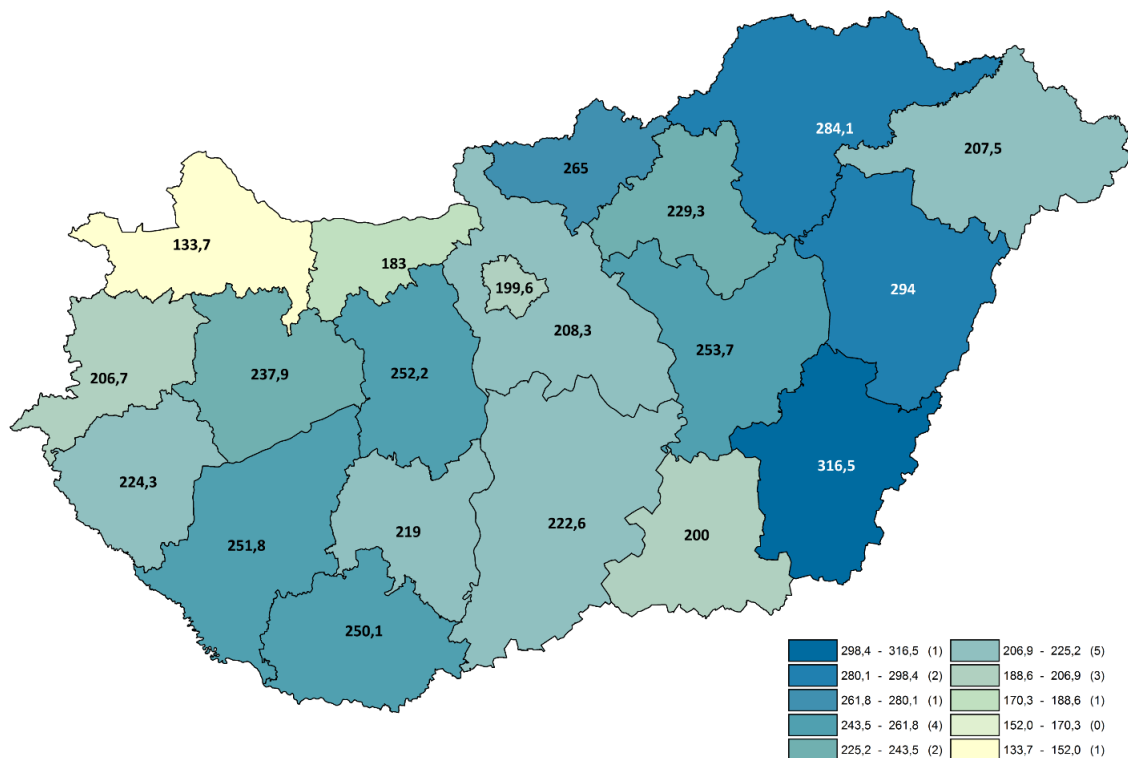 284,1
207,5
265
229,3
133,7
183
199,6
294
208,3
253,7
206,7
237,9
252,2
316,5
224,3
222,6
219
200
251,8
250,1
298,4 - 316,5 (1)
280,1 - 298,4 (2)
261,8 - 280,1 (1)
243,5 - 261,8 (4)
225,2 - 243,5 (2)
206,9 - 225,2 (5)
188,6 - 206,9 (3)
170,3 - 188,6 (1)
152,0 - 170,3 (0)
133,7 - 152,0 (1)